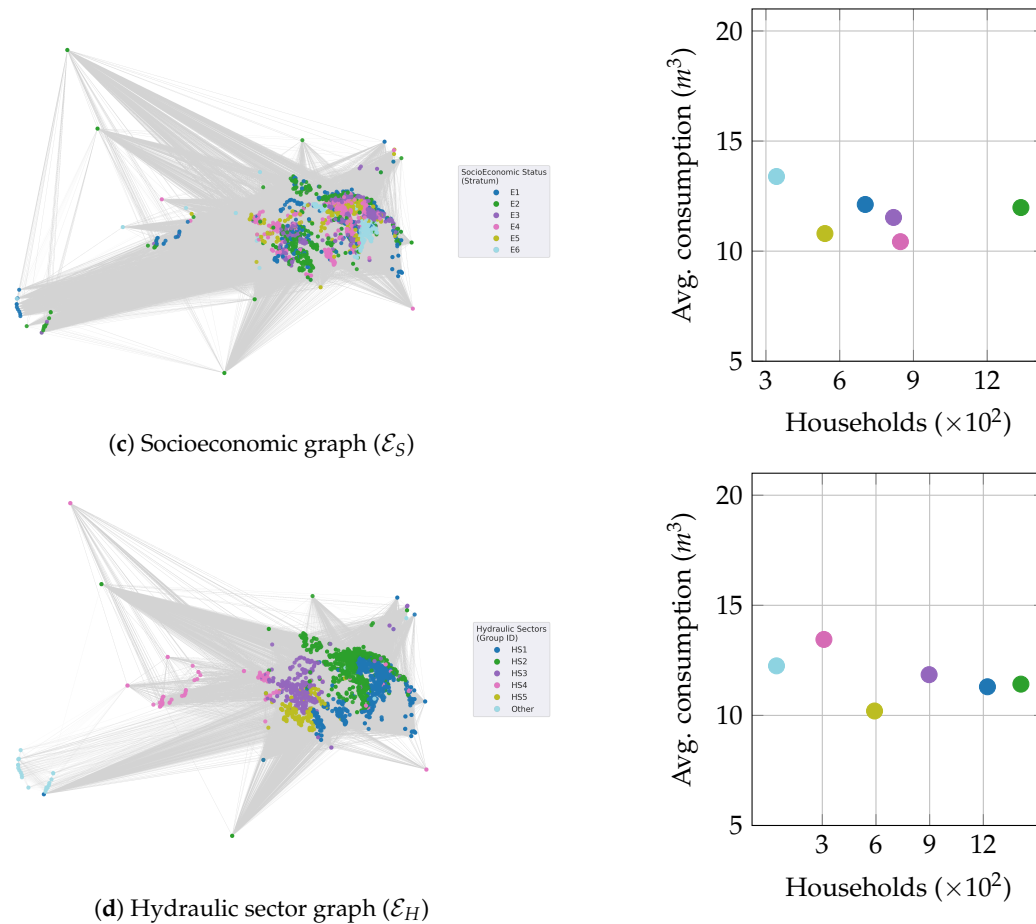 SocioEconomic Status
(Stratum)
E1
E2
E3
E4
E5
E6
20
15
10
5
Avg. consumption (m³)
3 6 9 12
Households (×10²)
(c) Socioeconomic graph (ℰ_S)
Hydraulic Sectors
(Group ID)
HS1
HS2
HS3
HS4
HS5
Other
20
15
10
5
Avg. consumption (m³)
3 6 9 12
Households (×10²)
(d) Hydraulic sector graph (ℰ_H)